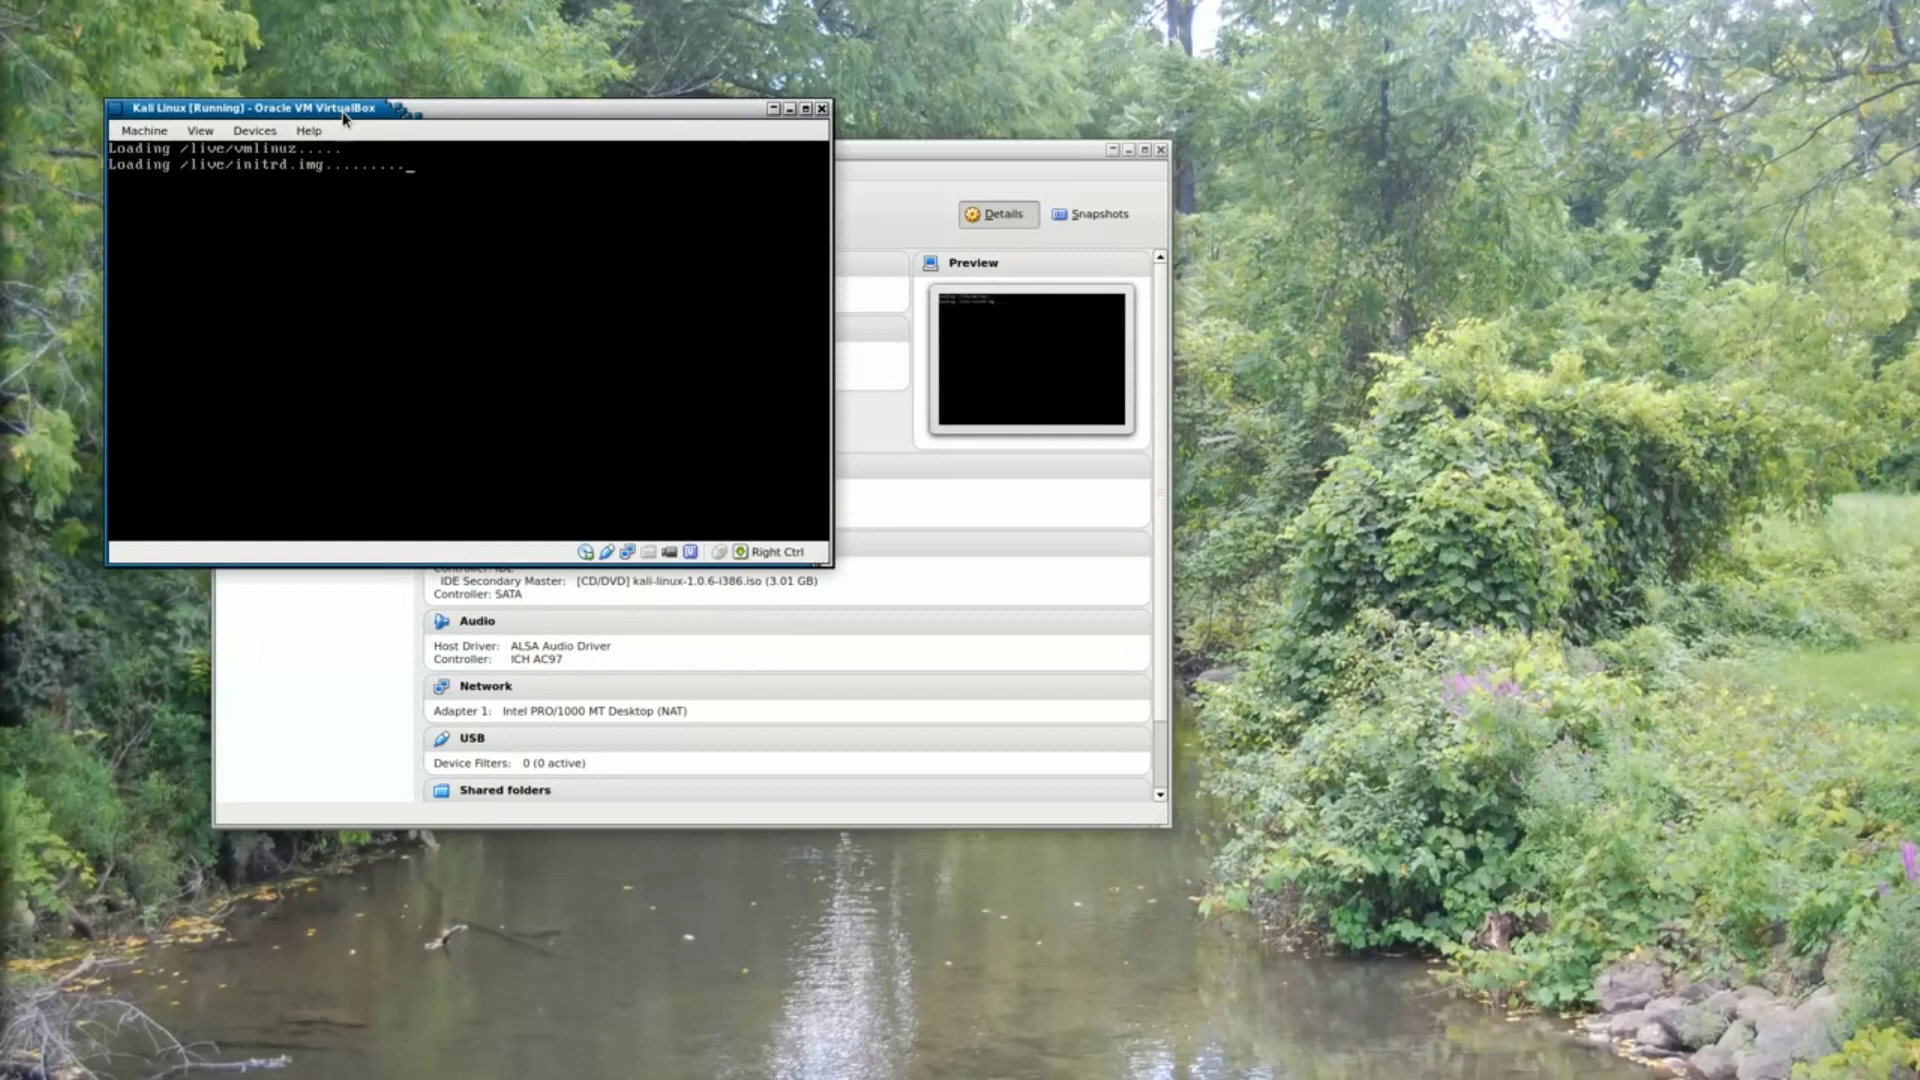 Kali Linux [Running] - Oracle VM VirtualBox
Machine View Devices Help
Loading /live/vmlinuz.....
Loading /live/initrd.img........._
Details Snapshots
Preview
Right Ctrl
Controller: IDE
IDE Secondary Master: [CD/DVD] kali-linux-1.0.6-i386.iso (3.01 GB)
Controller: SATA
Audio
Host Driver: ALSA Audio Driver
Controller: ICH AC97
Network
Adapter 1: Intel PRO/1000 MT Desktop (NAT)
USB
Device Filters: 0 (0 active)
Shared folders